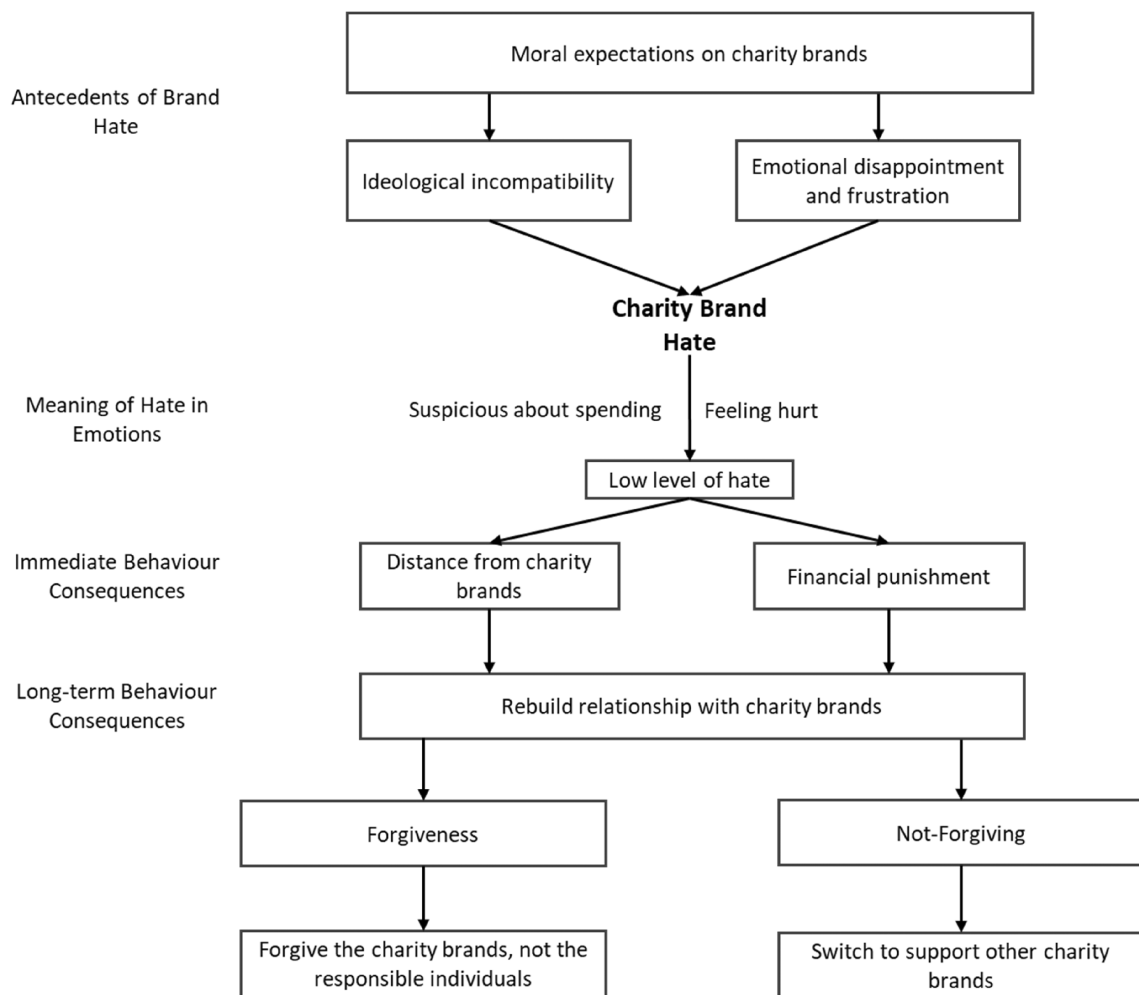 Moral expectations on charity brands
Antecedents of Brand
Hate
Ideological incompatibility
Emotional disappointment
and frustration
Charity Brand
Hate
Meaning of Hate in
Emotions
Suspicious about spending
Feeling hurt
Low level of hate
Immediate Behaviour
Consequences
Distance from charity
brands
Financial punishment
Long-term Behaviour
Consequences
Rebuild relationship with charity brands
Forgiveness
Not-Forgiving
Forgive the charity brands, not the
responsible individuals
Switch to support other charity
brands